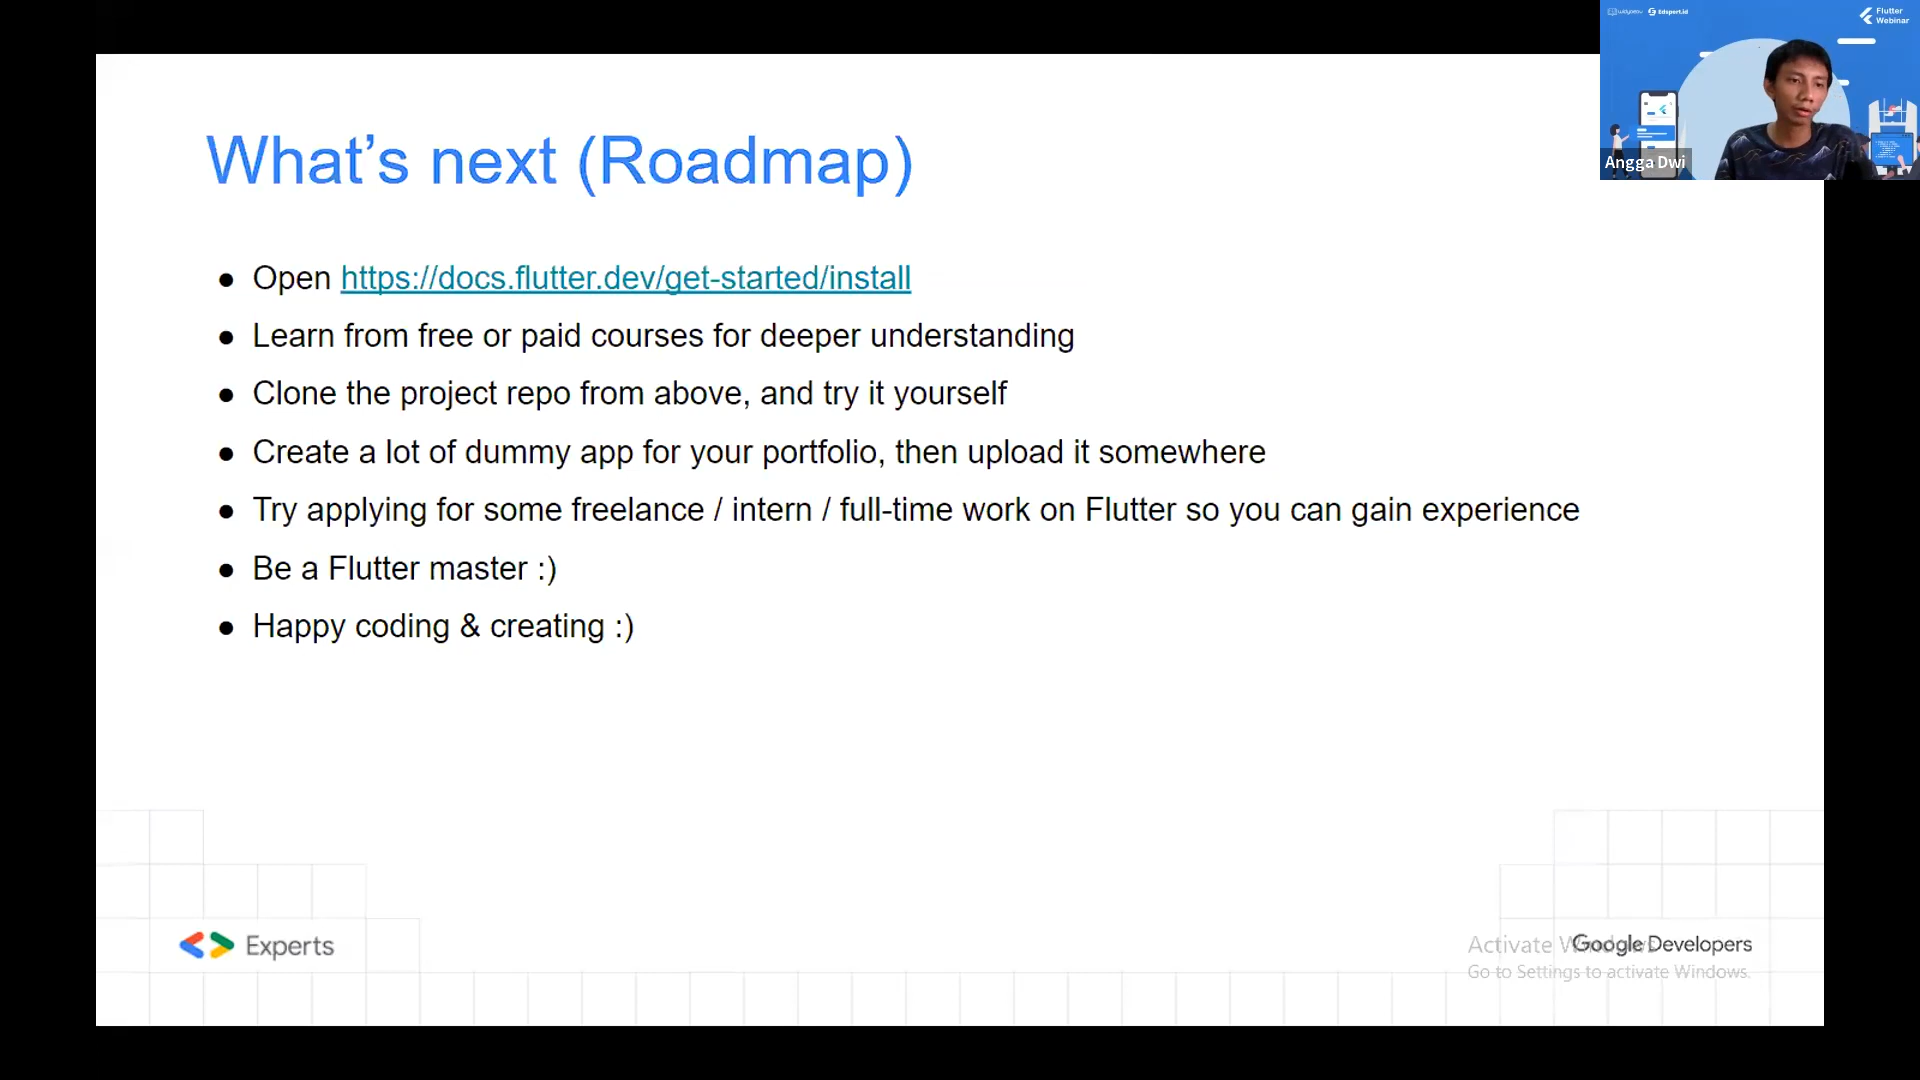 What's next (Roadmap)
● Open https://docs.flutter.dev/get-started/install
● Learn from free or paid courses for deeper understanding
● Clone the project repo from above, and try it yourself
● Create a lot of dummy app for your portfolio, then upload it somewhere
● Try applying for some freelance / intern / full-time work on Flutter so you can gain experience
● Be a Flutter master :)
● Happy coding & creating :)
Experts
Activate Windows
Google Developers
Go to Settings to activate Windows.
Edspert.id
Flutter
Webinar
Angga Dwi